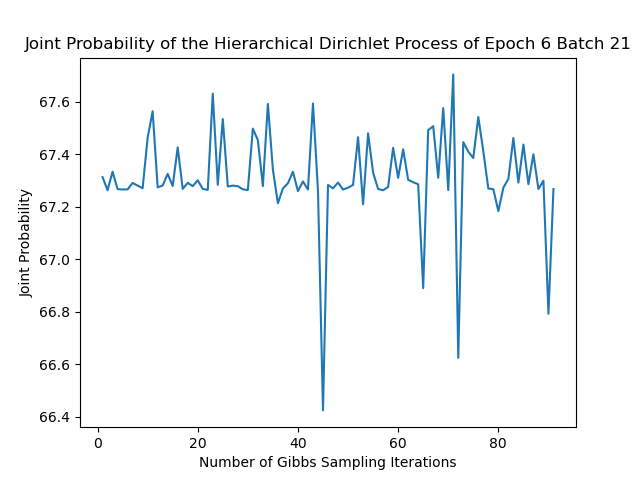 Joint Probability of the Hierarchical Dirichlet Process of Epoch 6 Batch 21
67.6
67.4
67.2
67.0
66.8
66.6
66.4
Joint Probability
0 20 40 60 80
Number of Gibbs Sampling Iterations